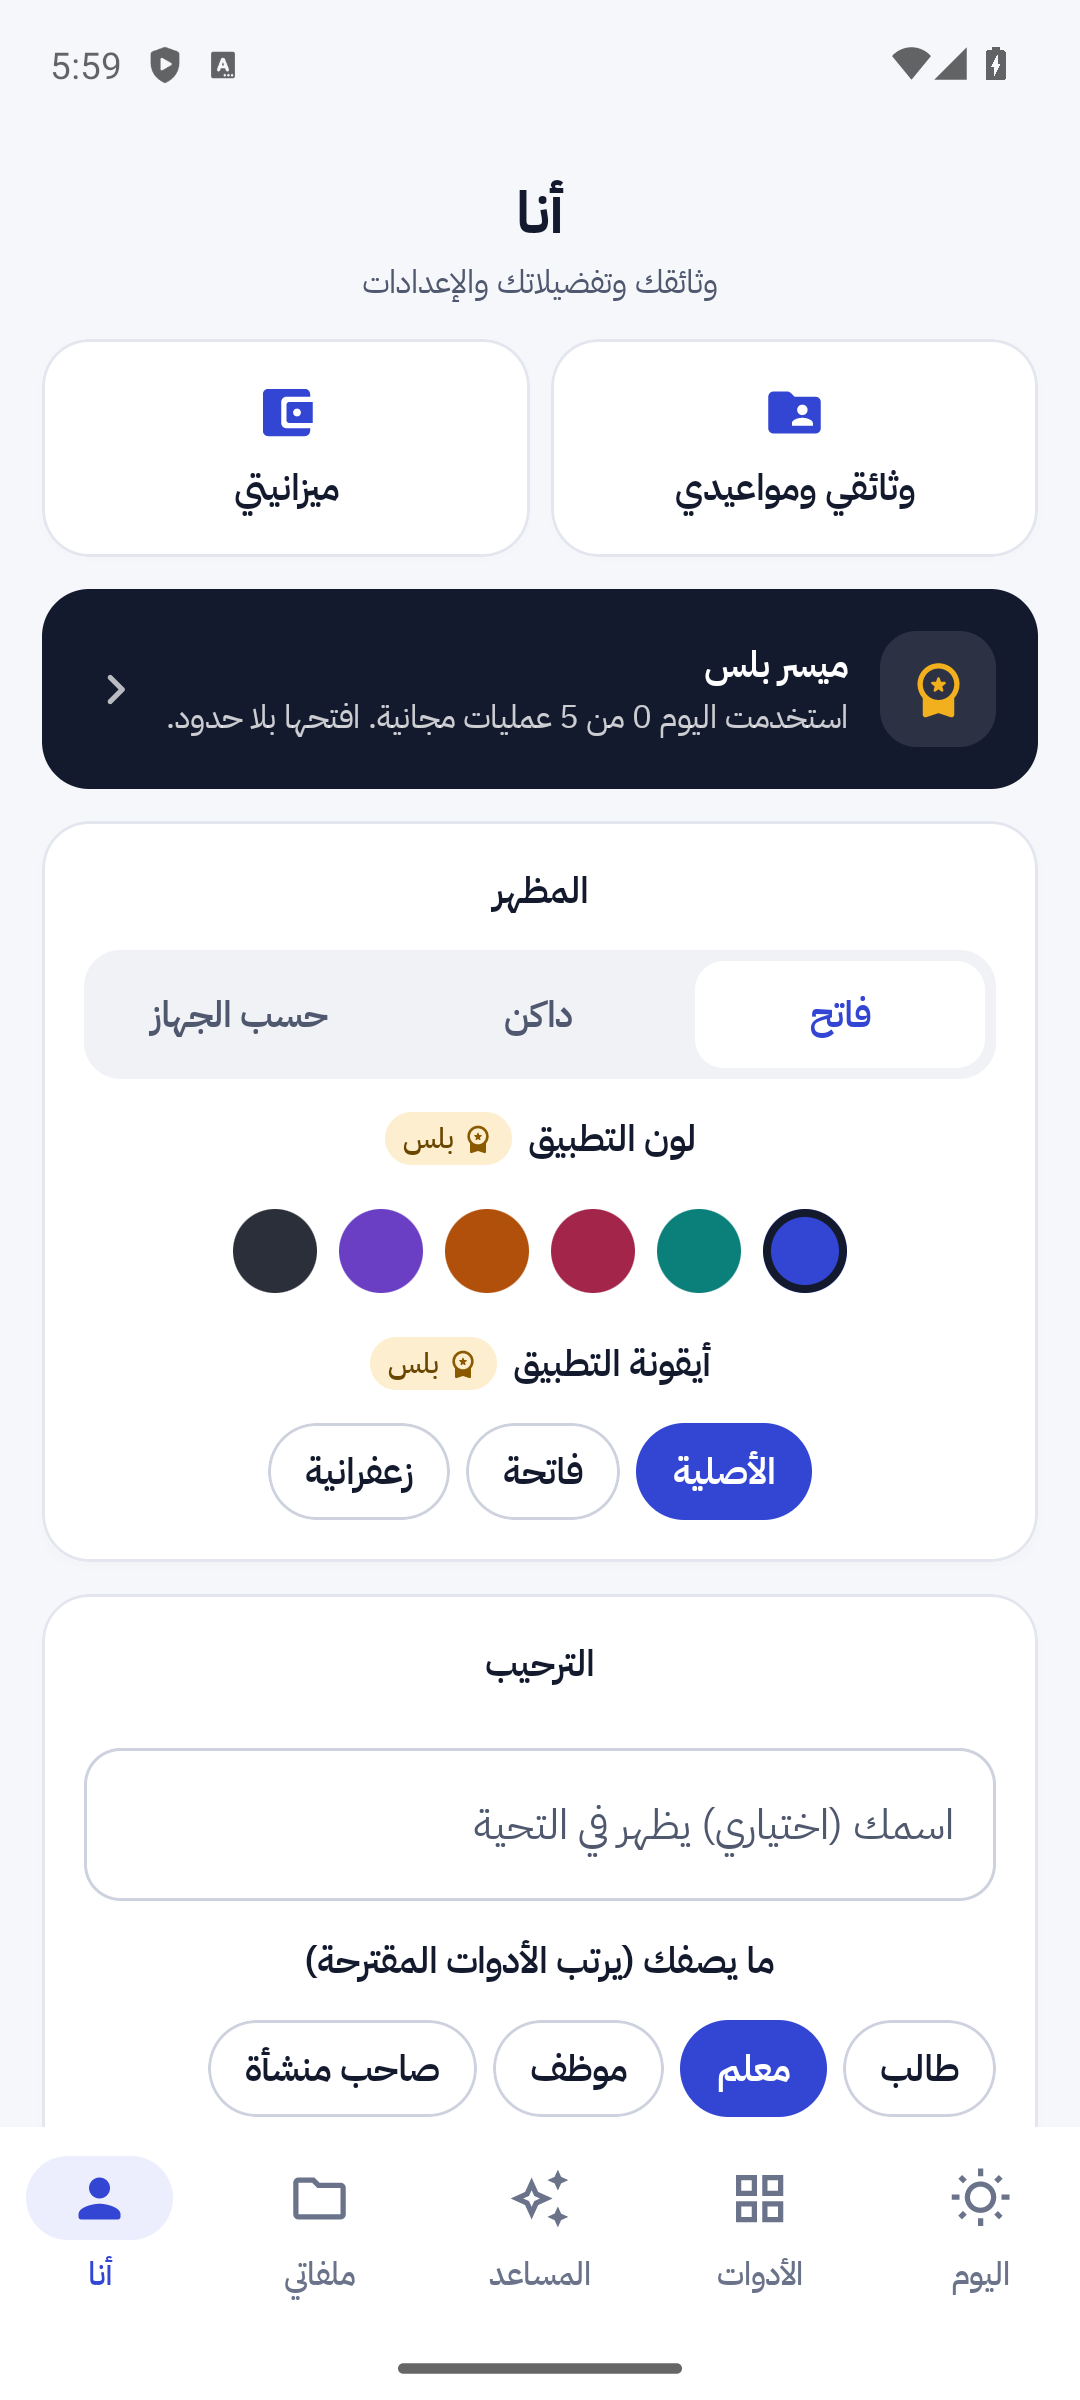 5:59
أنا
وثائقك وتفضيلاتك والإعدادات
وثائقي ومواعيدي
ميزانيتي
ميسر بلس
استخدمت اليوم 0 من 5 عمليات مجانية. افتحها بلا حدود.
المظهر
فاتح
داكن
حسب الجهاز
لون التطبيق بلس
أيقونة التطبيق بلس
الأصلية
فاتحة
زعفرانية
الترحيب
اسمك (اختياري) يظهر في التحية
ما يصفك (يرتب الأدوات المقترحة)
طالب
معلم
موظف
صاحب منشأة
اليوم
الأدوات
المساعد
ملفاتي
أنا